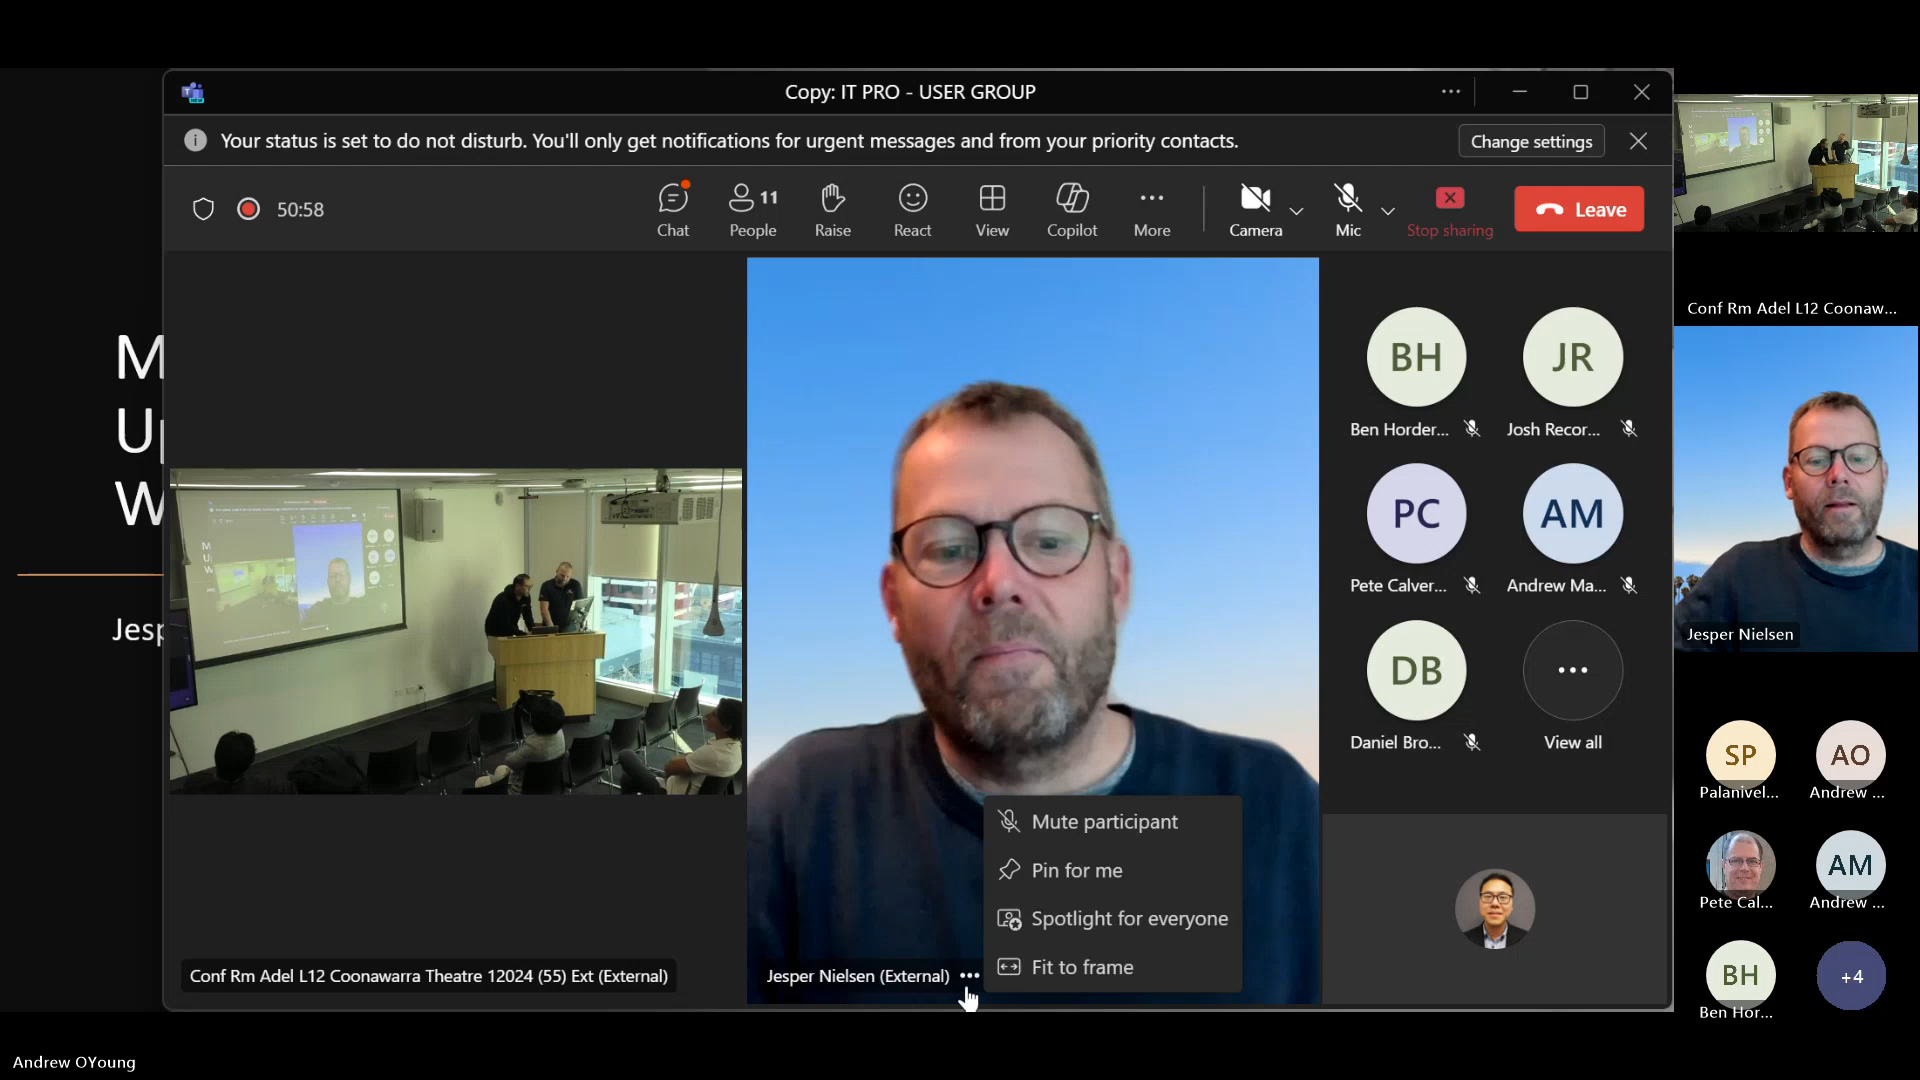 Copy: IT PRO - USER GROUP
Your status is set to do not disturb. You'll only get notifications for urgent messages and from your priority contacts.
Change settings
50:58
Chat
11
People
Raise
React
View
Copilot
More
Camera
Mic
Stop sharing
Leave
M
Up
W
Jesp
BH
Ben Horder...
JR
Josh Recor...
PC
Pete Calver...
AM
Andrew Ma...
DB
Daniel Bro...
View all
Mute participant
Pin for me
Spotlight for everyone
Fit to frame
Conf Rm Adel L12 Coonawarra Theatre 12024 (55) Ext (External)
Jesper Nielsen (External)
Conf Rm Adel L12 Coonaw...
Jesper Nielsen
SP
Palanivel...
AO
Andrew ...
Pete Cal...
AM
Andrew ...
BH
Ben Hor...
+4
Andrew OYoung